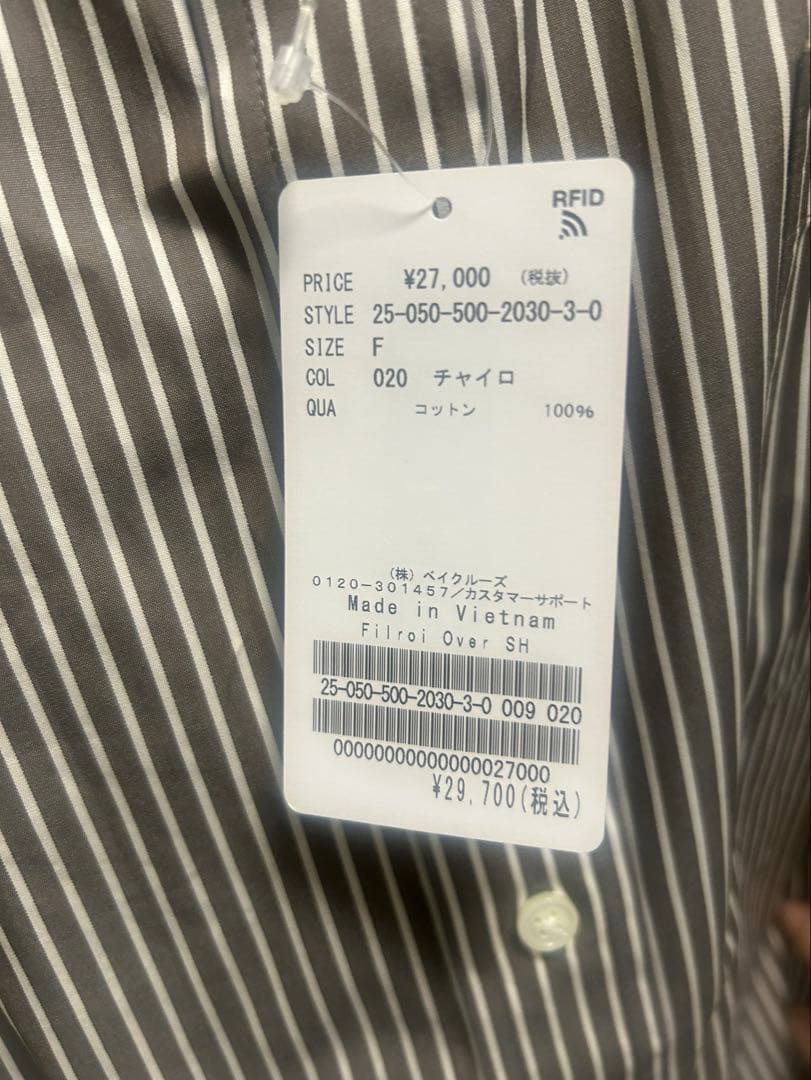 RFID
PRICE ¥27,000 (税抜)
STYLE 25-050-500-2030-3-0
SIZE F
COL 020 チャイロ
QUA コットン 100%
(株)ベイクルーズ
0120-301457/カスタマーサポート
Made in Vietnam
Filroi Over SH
25-050-500-2030-3-0 009 020
00000000000000027000
¥29,700(税込)